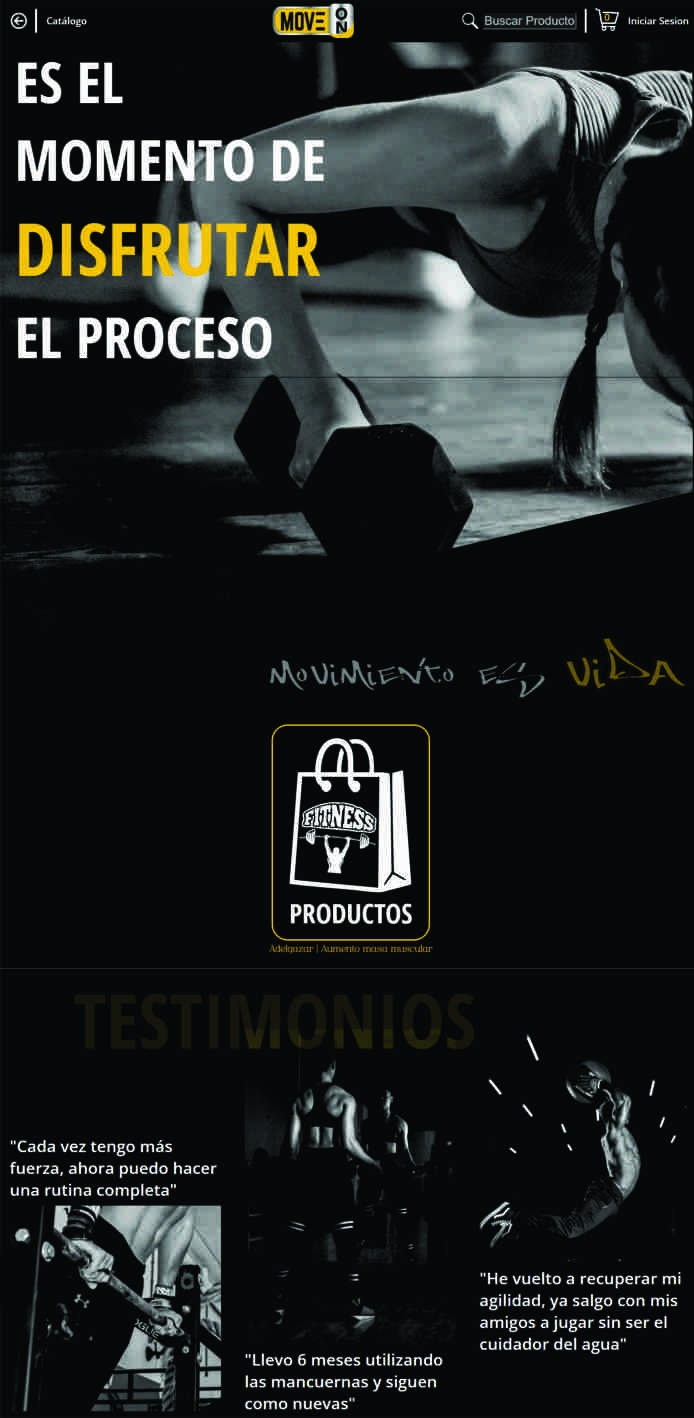 Catálogo
MOVE ON
Buscar Producto
0
Iniciar Sesion
ES EL
MOMENTO DE
DISFRUTAR
EL PROCESO
MOVIMIENTO ES VIDA
FITNESS
PRODUCTOS
Adelgazar | Aumento masa muscular
TESTIMONIOS
"Cada vez tengo más
fuerza, ahora puedo hacer
una rutina completa"
"Llevo 6 meses utilizando
las mancuernas y siguen
como nuevas"
"He vuelto a recuperar mi
agilidad, ya salgo con mis
amigos a jugar sin ser el
cuidador del agua"